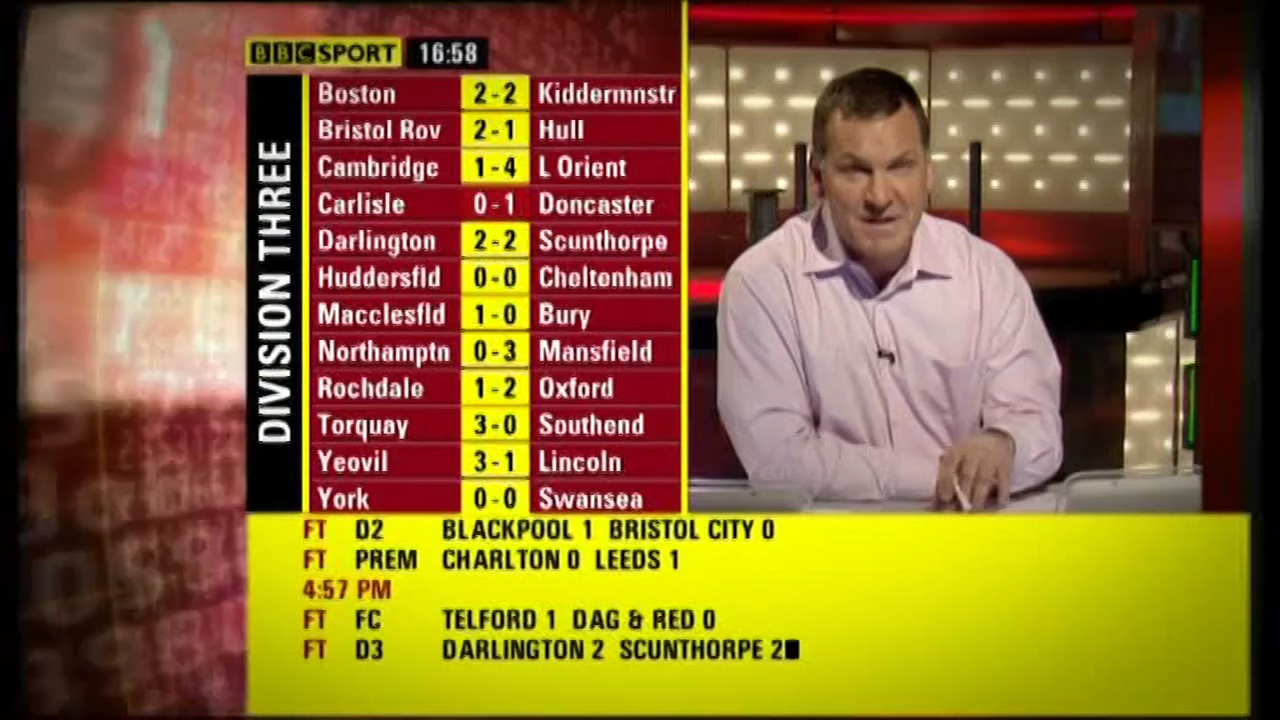 BBC SPORT 16:58
DIVISION THREE
Boston 2-2 Kiddermnstr
Bristol Rov 2-1 Hull
Cambridge 1-4 L Orient
Carlisle 0-1 Doncaster
Darlington 2-2 Scunthorpe
Huddersfld 0-0 Cheltenham
Macclesfld 1-0 Bury
Northamptn 0-3 Mansfield
Rochdale 1-2 Oxford
Torquay 3-0 Southend
Yeovil 3-1 Lincoln
York 0-0 Swansea
FT D2 BLACKPOOL 1 BRISTOL CITY 0
FT PREM CHARLTON 0 LEEDS 1
4:57 PM
FT FC TELFORD 1 DAG & RED 0
FT D3 DARLINGTON 2 SCUNTHORPE 2